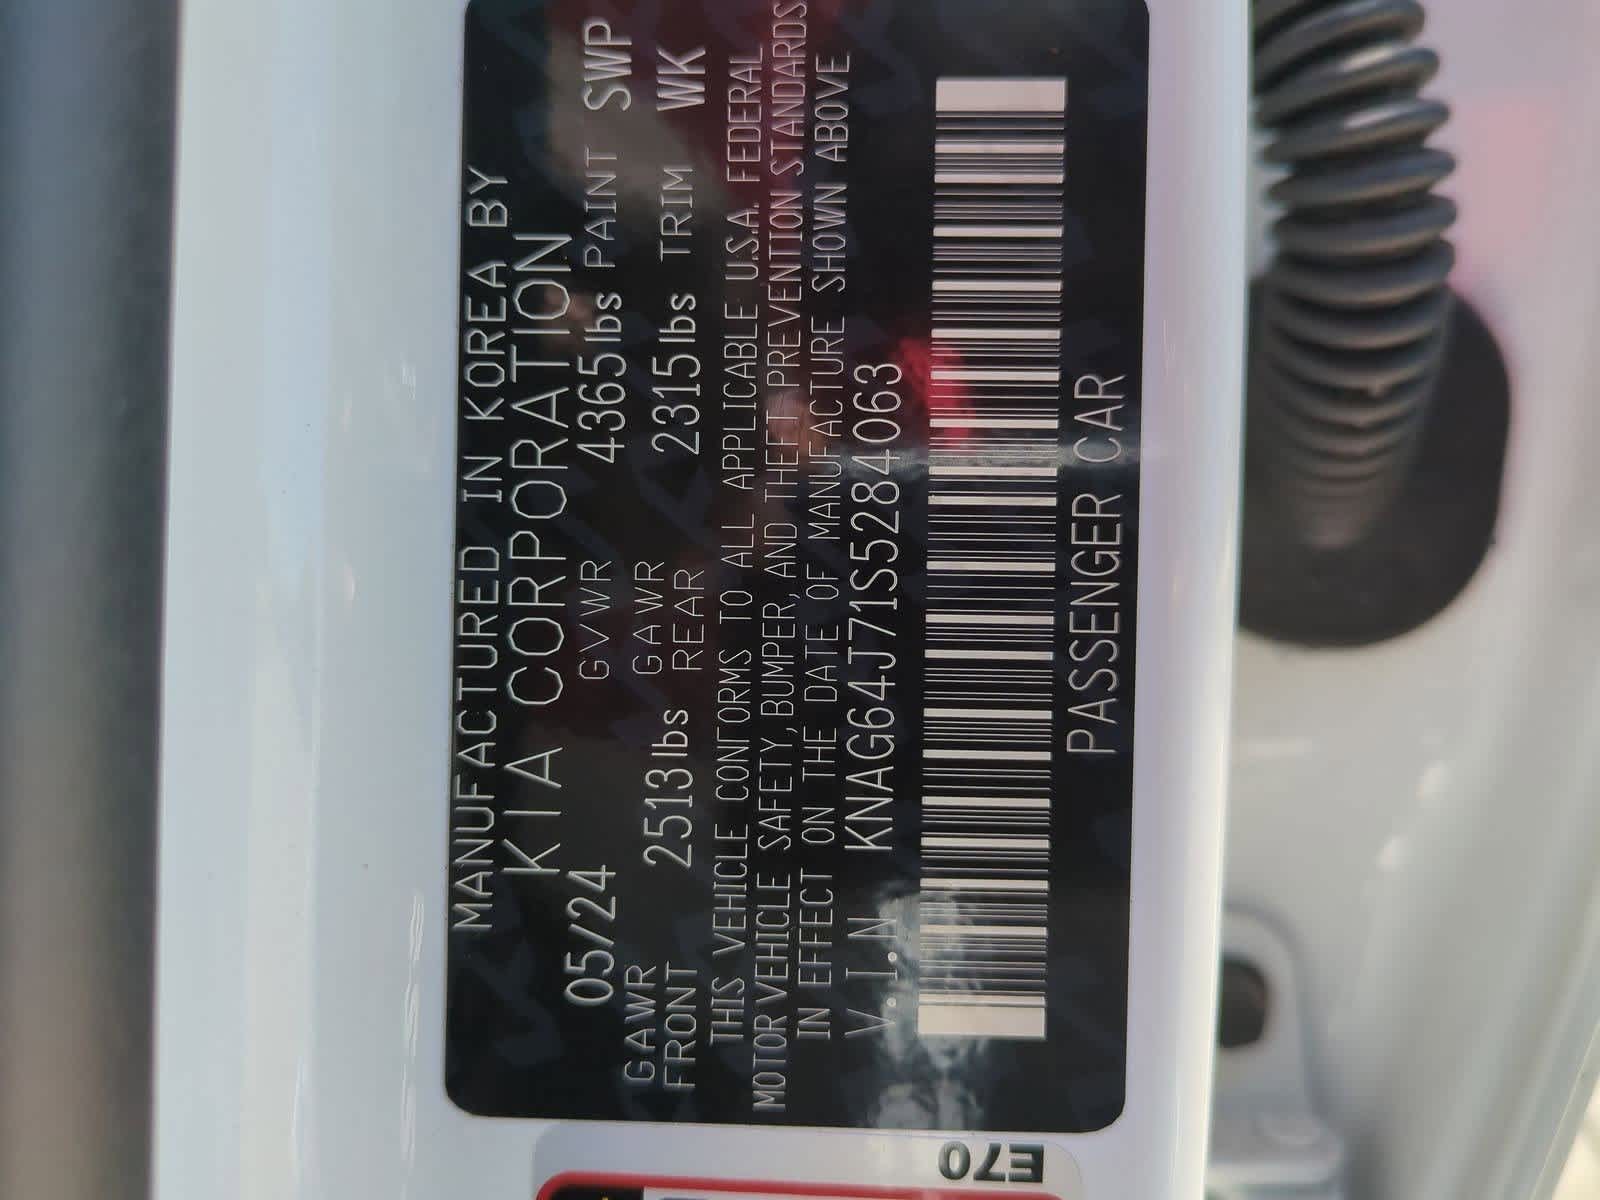 MANUFACTURED IN KOREA BY
KIA CORPORATION
05/24 GVWR 4365lbs PAINT SWP
GAWR FRONT 2513lbs GAWR REAR 2315lbs TRIM WK
THIS VEHICLE CONFORMS TO ALL APPLICABLE U.S.A. FEDERAL
MOTOR VEHICLE SAFETY, BUMPER, AND THEFT PREVENTION STANDARDS
IN EFFECT ON THE DATE OF MANUFACTURE SHOWN ABOVE
V.I.N KNAG64J71S5284063
PASSENGER CAR
E70